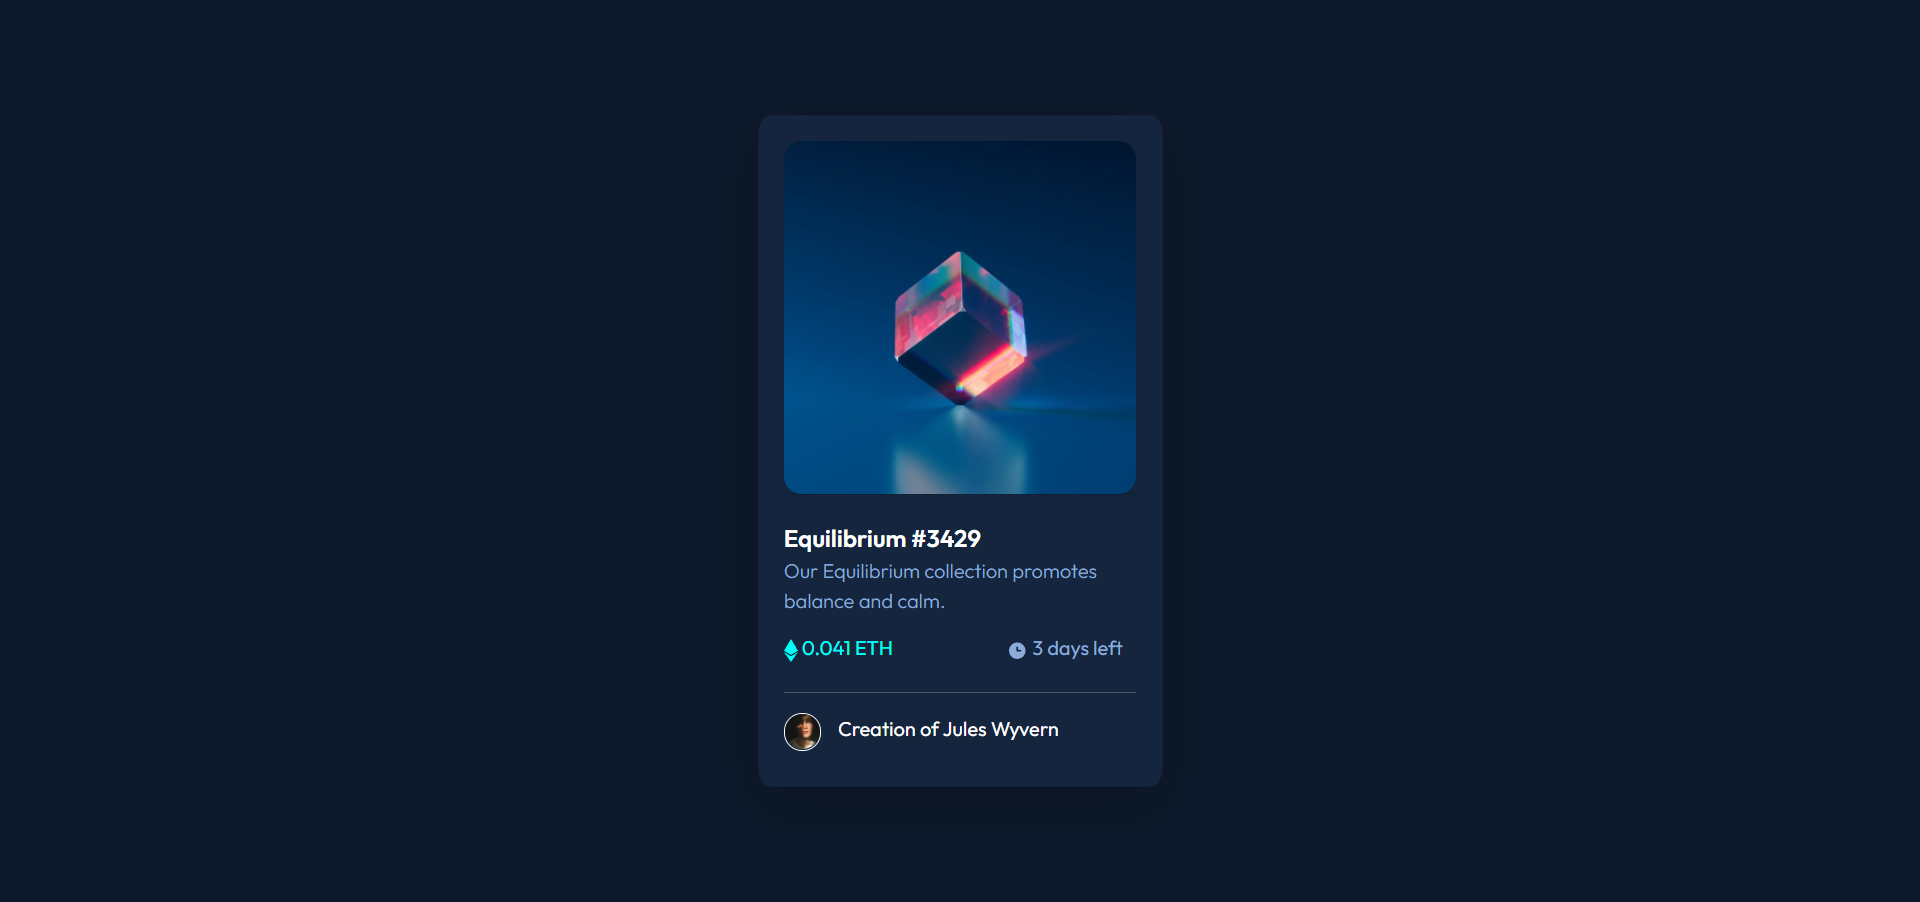 Equilibrium #3429
Our Equilibrium collection promotes
balance and calm.
0.041 ETH 3 days left
Creation of Jules Wyvern